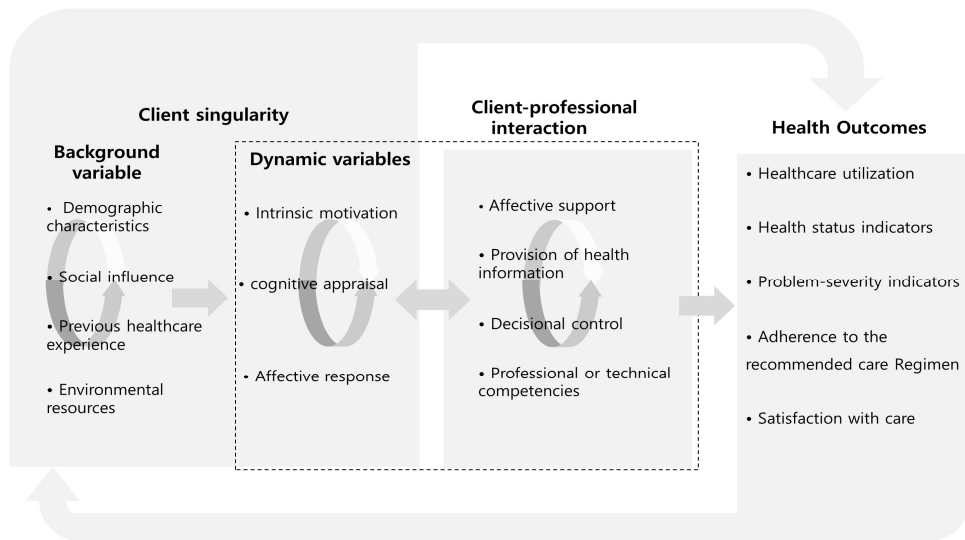 Client singularity
Background
variable
• Demographic
characteristics
• Social influence
• Previous healthcare
experience
• Environmental
resources
Dynamic variables
• Intrinsic motivation
• cognitive appraisal
• Affective response
Client-professional
interaction
• Affective support
• Provision of health
information
• Decisional control
• Professional or technical
competencies
Health Outcomes
• Healthcare utilization
• Health status indicators
• Problem-severity indicators
• Adherence to the
recommended care Regimen
• Satisfaction with care